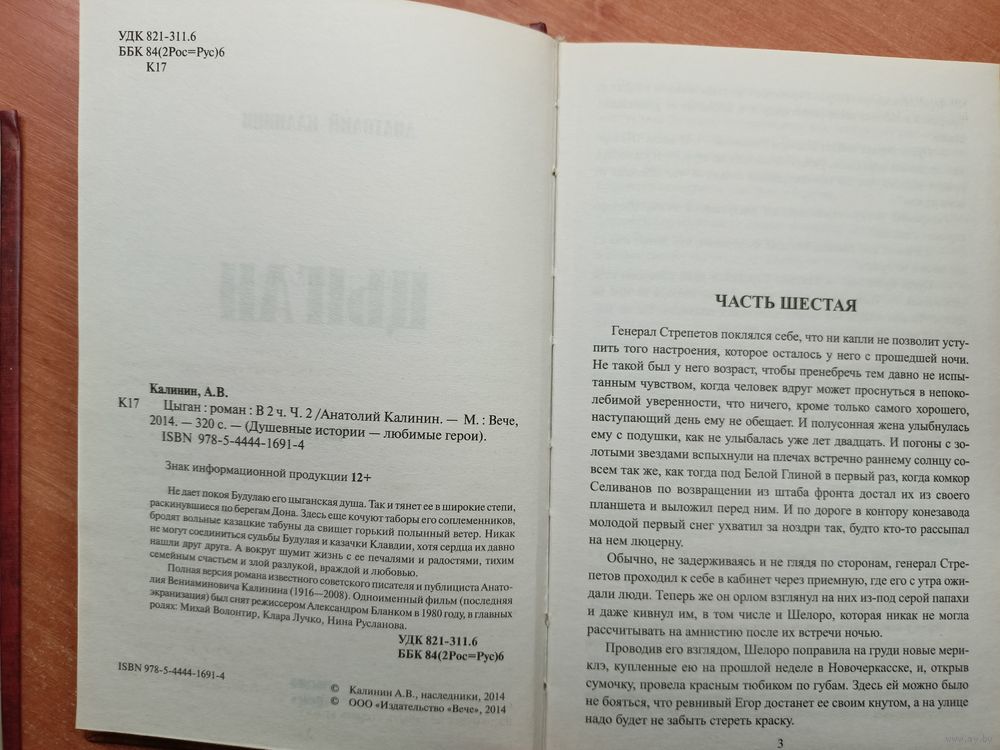 УДК 821-311.6
ББК 84(2Рос=Рус)6
К17
Калинин, А.В.
К17 Цыган : роман : В 2 ч. Ч. 2 / Анатолий Калинин. — М. : Вече,
2014. — 320 с. — (Душевные истории — любимые герои).
ISBN 978-5-4444-1691-4
Знак информационной продукции 12+
Не дает покоя Будулаю его цыганская душа. Так и тянет ее в широкие степи,
раскинувшиеся по берегам Дона. Здесь еще кочуют таборы его соплеменников,
бродят вольные казацкие табуны да свищет горький полынный ветер. Никак
не могут соединиться судьбы Будулая и казачки Клавдии, хотя сердца их давно
нашли друг друга. А вокруг шумит жизнь с ее печалями и радостями, тихим
семейным счастьем и злой разлукой, враждой и любовью.
Полная версия романа известного советского писателя и публициста Анато-
лия Вениаминовича Калинина (1916—2008). Одноименный фильм (последняя
экранизация) был снят режиссером Александром Бланком в 1980 году, в главных
ролях: Михай Волонтир, Клара Лучко, Нина Русланова.
УДК 821-311.6
ББК 84(2Рос=Рус)6
ISBN 978-5-4444-1691-4
© Калинин А.В., наследники, 2014
© ООО «Издательство «Вече», 2014
ЧАСТЬ ШЕСТАЯ
Генерал Стрепетов поклялся себе, что ни капли не позволит усту-
пить того настроения, которое осталось у него с прошедшей ночи.
Не такой был у него возраст, чтобы пренебречь тем давно не испы-
танным чувством, когда человек вдруг может проснуться в непоко-
лебимой уверенности, что ничего, кроме только самого хорошего,
наступающий день ему не обещает. И полусонная жена улыбнулась
ему с подушки, как не улыбалась уже лет двадцать. И погоны с зо-
лотыми звездами вспыхнули на плечах встречно раннему солнцу со-
всем так же, как тогда под Белой Глиной в первый раз, когда комкор
Селиванов по возвращении из штаба фронта достал их из своего
планшета и выложил перед ним. И по дороге в контору конезавода
молодой первый снег ухватил за ноздри так, будто кто-то рассыпал
на нем люцерну.
Обычно, не задерживаясь и не глядя по сторонам, генерал Стре-
петов проходил к себе в кабинет через приемную, где его с утра ожи-
дали люди. Теперь же он орлом взглянул на них из-под серой папахи
и даже кивнул им, в том числе и Шелоро, которая никак не могла
рассчитывать на амнистию после их встречи ночью.
Проводив его взглядом, Шелоро поправила на груди новые мери-
клэ, купленные ею на прошлой неделе в Новочеркасске, и, открыв
сумочку, провела красным тюбиком по губам. Здесь ей можно было
не бояться, что ревнивый Егор достанет ее своим кнутом, а на улице
надо будет не забыть стереть краску.
3